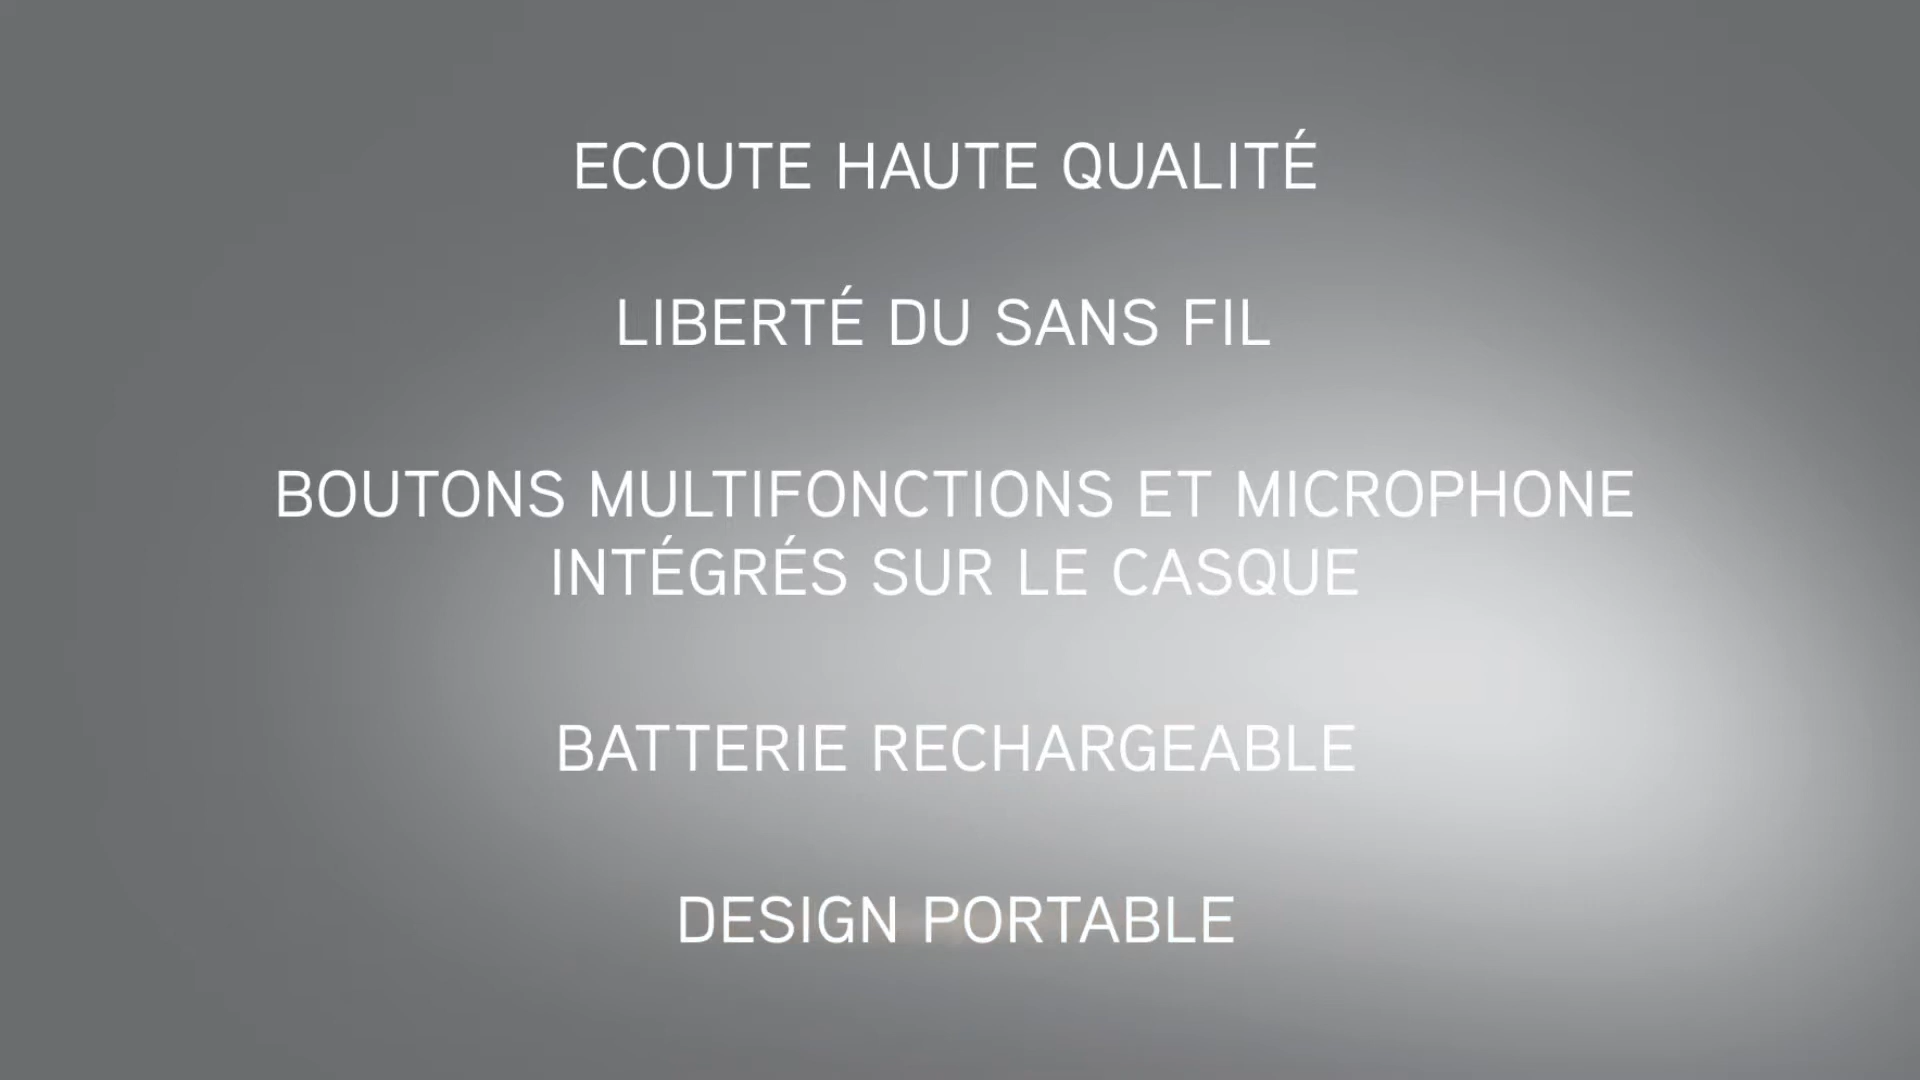 ECOUTE HAUTE QUALITÉ
LIBERTÉ DU SANS FIL
BOUTONS MULTIFONCTIONS ET MICROPHONE
INTÉGRÉS SUR LE CASQUE
BATTERIE RECHARGEABLE
DESIGN PORTABLE